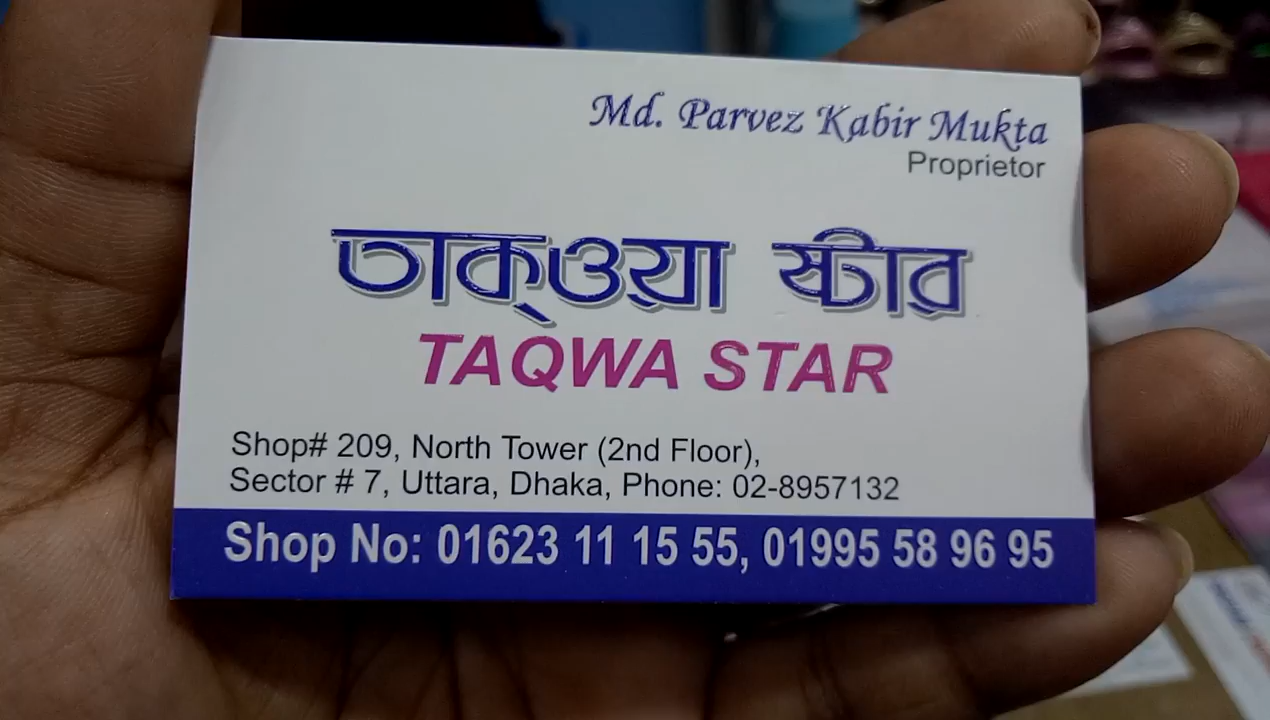 Md. Parvez Kabir Mukta
Proprietor
তাক্ওয়া ষ্টার
TAQWA STAR
Shop# 209, North Tower (2nd Floor),
Sector # 7, Uttara, Dhaka, Phone: 02-8957132
Shop No: 01623 11 15 55, 01995 58 96 95